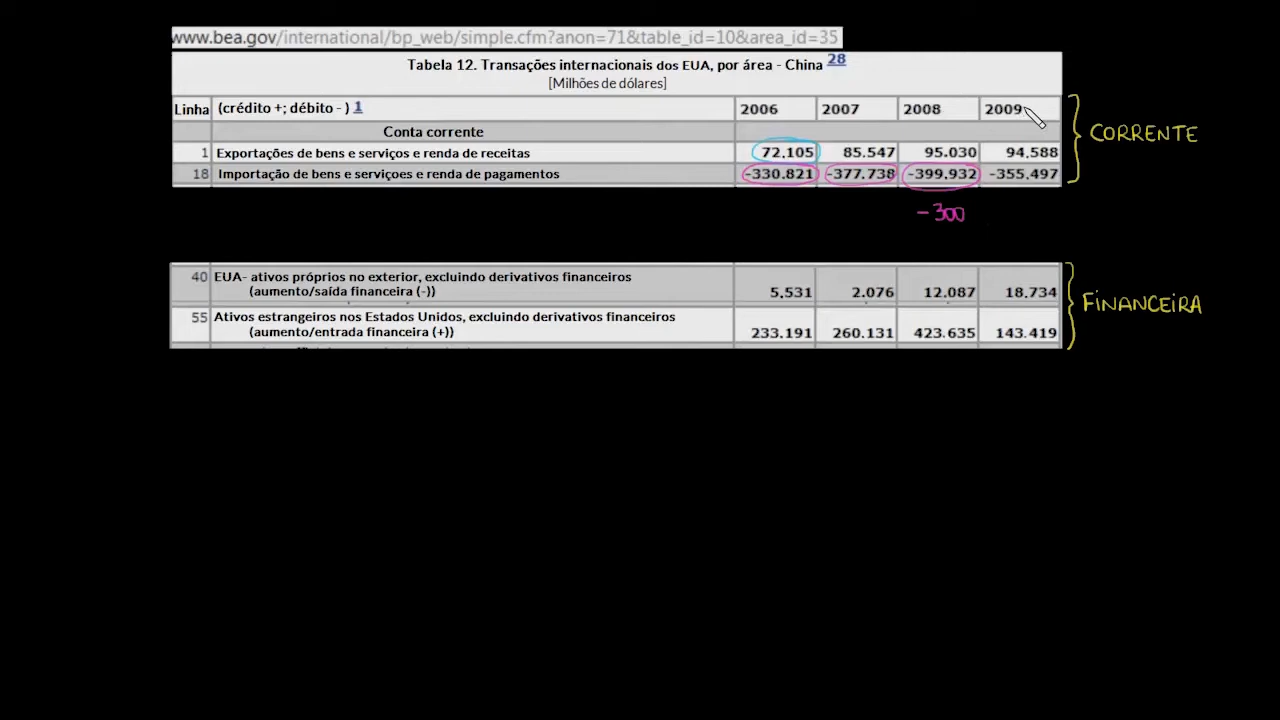 www.bea.gov/international/bp_web/simple.cfm?anon=71&table_id=10&area_id=35
Tabela 12. Transações internacionais dos EUA, por área - China 28
[Milhões de dólares]
Linha (crédito +; débito - ) 1 2006 2007 2008 2009
Conta corrente
1 Exportações de bens e serviços e renda de receitas 72.105 85.547 95.030 94.588
18 Importação de bens e serviçoes e renda de pagamentos -330.821 -377.738 -399.932 -355.497
CORRENTE
- 300
40 EUA- ativos próprios no exterior, excluindo derivativos financeiros
(aumento/saída financeira (-)) 5.531 2.076 12.087 18.734
55 Ativos estrangeiros nos Estados Unidos, excluindo derivativos financeiros
(aumento/entrada financeira (+)) 233.191 260.131 423.635 143.419
FINANCEIRA